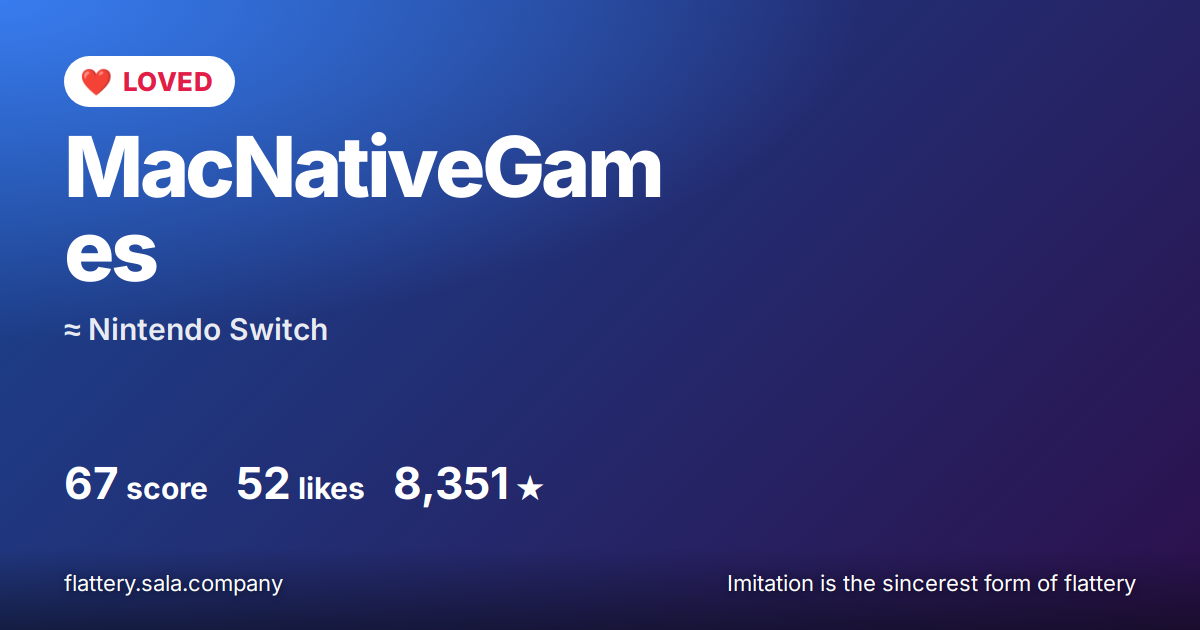 ❤️ LOVED
MacNativeGam
es
≈ Nintendo Switch
67 score 52 likes 8,351 ★
flattery.sala.company
Imitation is the sincerest form of flattery